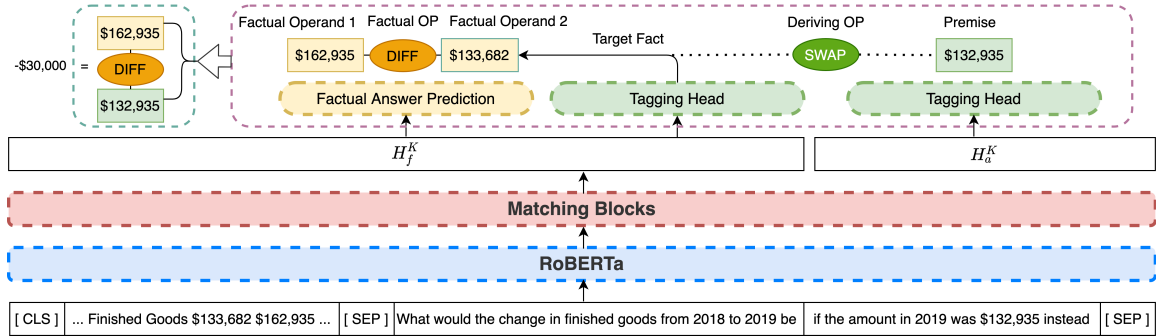 Factual Operand 1 Factual OP Factual Operand 2 Deriving OP Premise
$162,935
Target Fact
-$30,000 = DIFF
$162,935 DIFF $133,682 SWAP $132,935
$132,935
Factual Answer Prediction Tagging Head Tagging Head
H_f^K H_a^K
Matching Blocks
RoBERTa
[ CLS ] ... Finished Goods $133,682 $162,935 ... [ SEP ] What would the change in finished goods from 2018 to 2019 be if the amount in 2019 was $132,935 instead [ SEP ]